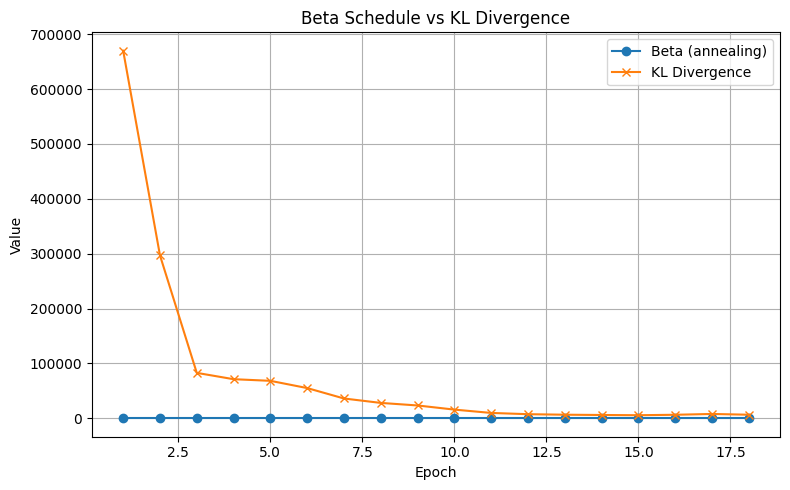 Beta Schedule vs KL Divergence
700000
600000
500000
400000
300000
200000
100000
0
Value
Beta (annealing)
KL Divergence
2.5 5.0 7.5 10.0 12.5 15.0 17.5
Epoch